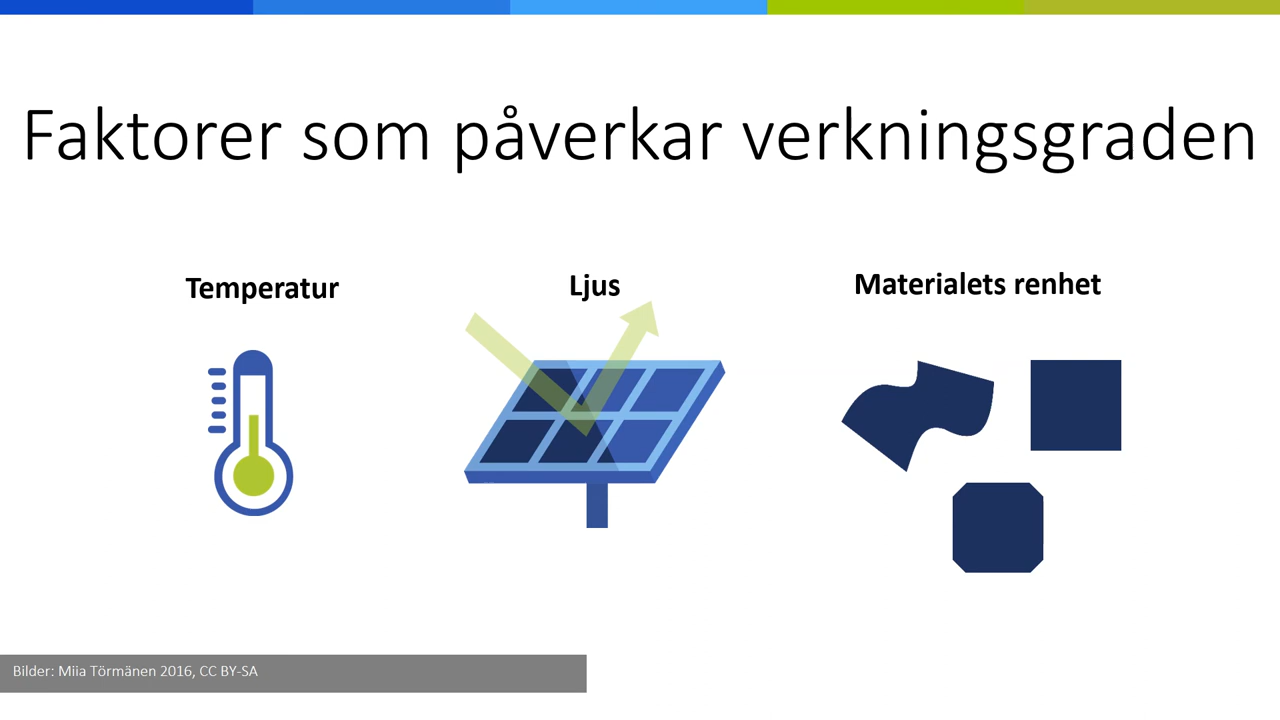 Faktorer som påverkar verkningsgraden
Temperatur
Ljus
Materialets renhet
Bilder: Miia Törmänen 2016, CC BY-SA